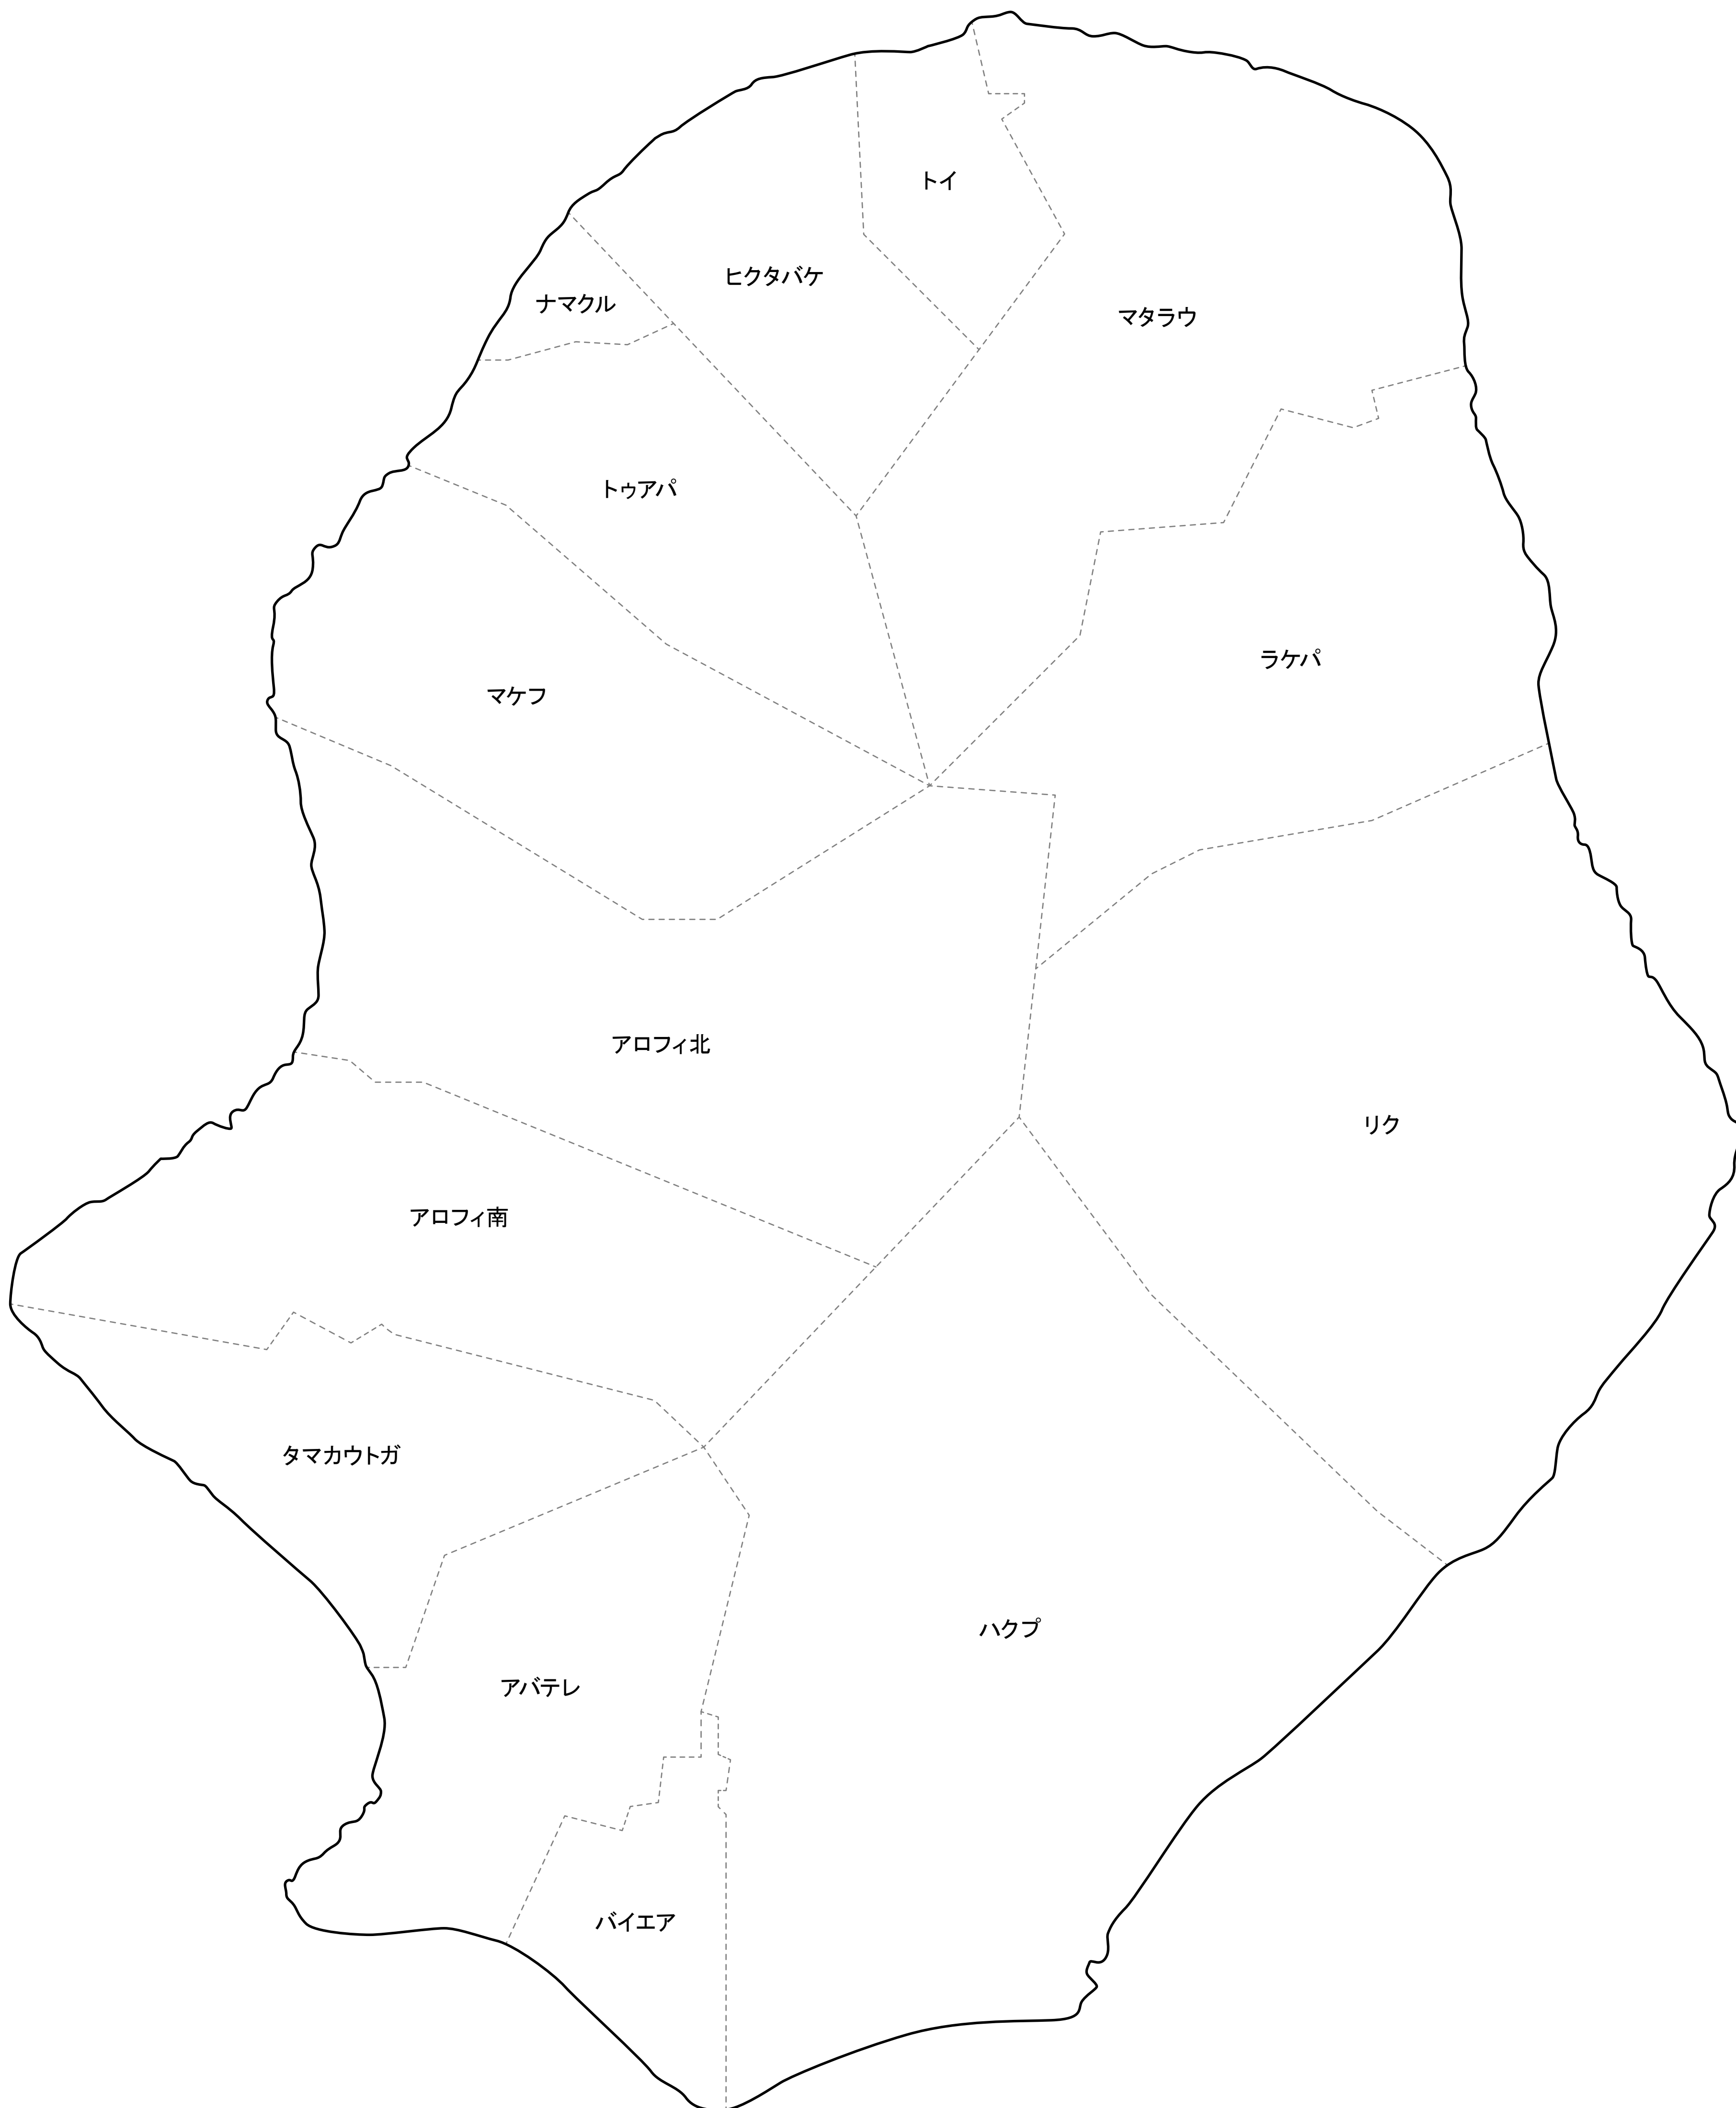 トイ
ヒクタバケ
ナマクル
マタラウ
トゥアパ
ラケパ
マケフ
アロフィ北
リク
アロフィ南
タマカウトガ
ハクプ
アバテレ
バイエア